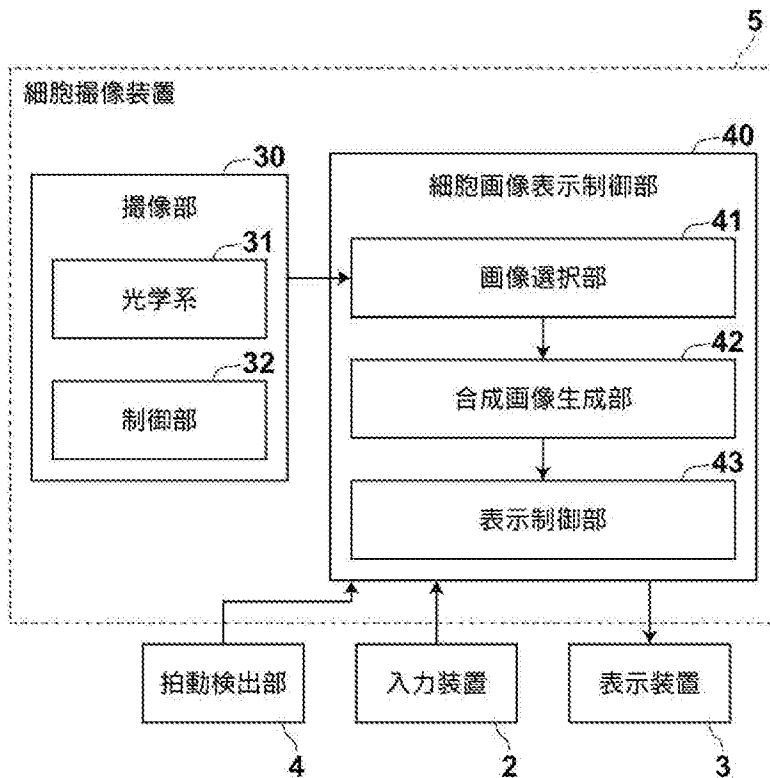 5
細胞撮像装置
30
撮像部
31
光学系
32
制御部
40
細胞画像表示制御部
41
画像選択部
42
合成画像生成部
43
表示制御部
拍動検出部
4
入力装置
2
表示装置
3